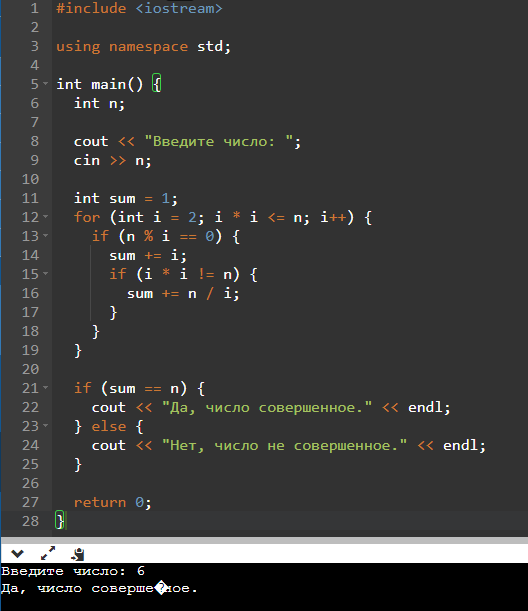 1 #include <iostream>
2
3 using namespace std;
4
5 int main() {
6   int n;
7
8   cout << "Введите число: ";
9   cin >> n;
10
11   int sum = 1;
12   for (int i = 2; i * i <= n; i++) {
13     if (n % i == 0) {
14       sum += i;
15       if (i * i != n) {
16         sum += n / i;
17       }
18     }
19   }
20
21   if (sum == n) {
22     cout << "Да, число совершенное." << endl;
23   } else {
24     cout << "Нет, число не совершенное." << endl;
25   }
26
27   return 0;
28 }
Введите число: 6
Да, число соверше�ное.